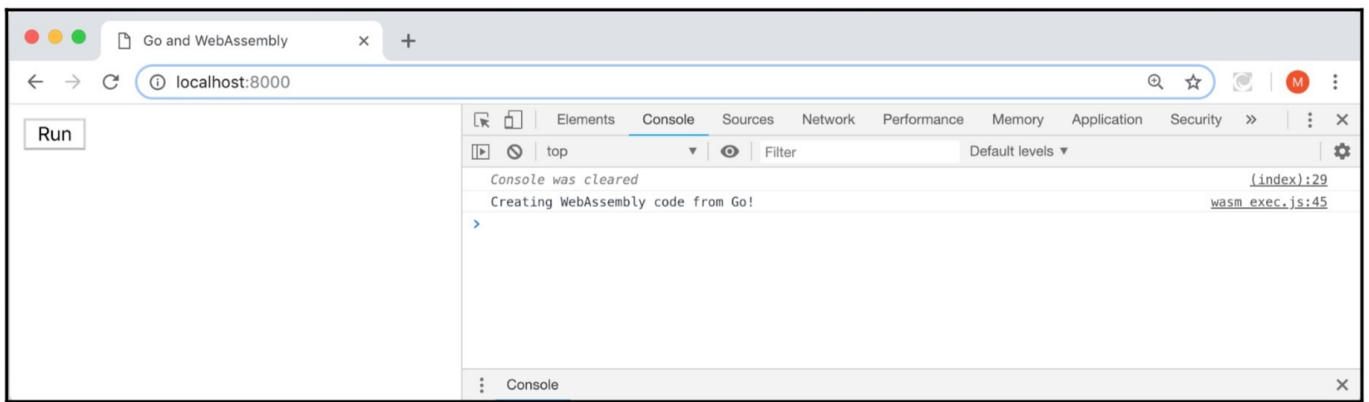 Go and WebAssembly
localhost:8000
M
Run
Elements Console Sources Network Performance Memory Application Security »
top Filter Default levels
Console was cleared (index):29
Creating WebAssembly code from Go! wasm_exec.js:45
>
Console